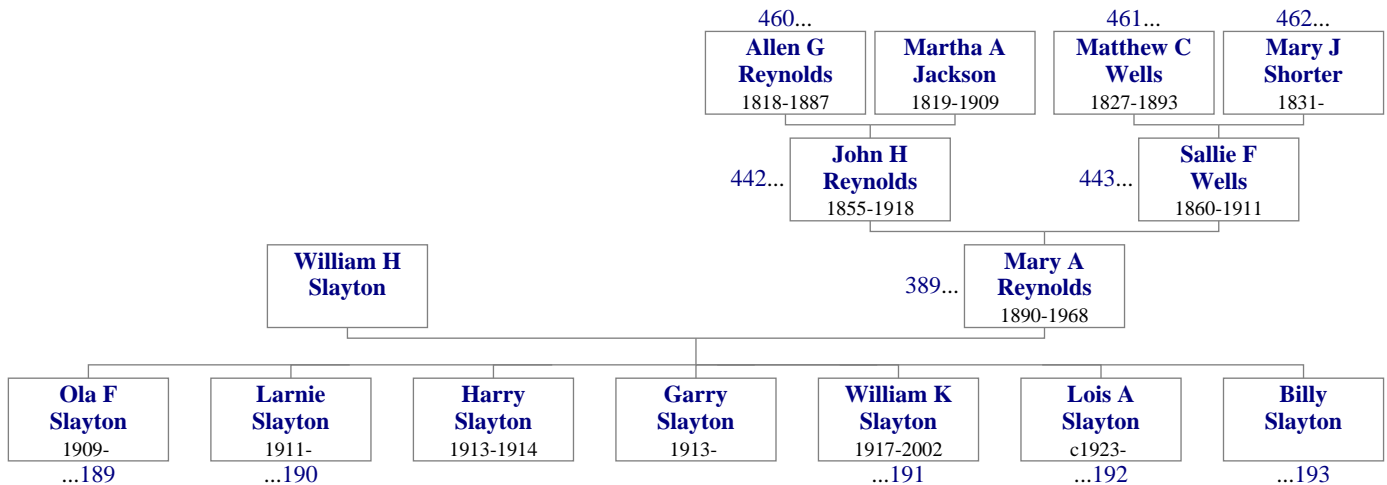 460...
461...
462...
Allen G
Reynolds
1818-1887
Martha A
Jackson
1819-1909
Matthew C
Wells
1827-1893
Mary J
Shorter
1831-
442...
John H
Reynolds
1855-1918
443...
Sallie F
Wells
1860-1911
William H
Slayton
389...
Mary A
Reynolds
1890-1968
Ola F
Slayton
1909-
...189
Larnie
Slayton
1911-
...190
Harry
Slayton
1913-1914
Garry
Slayton
1913-
William K
Slayton
1917-2002
...191
Lois A
Slayton
c1923-
...192
Billy
Slayton
...193